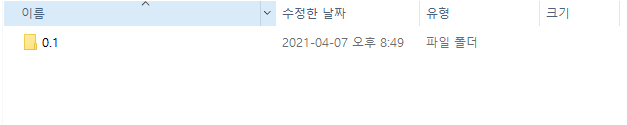 이름 수정한 날짜 유형 크기
0.1 2021-04-07 오후 8:49 파일 폴더